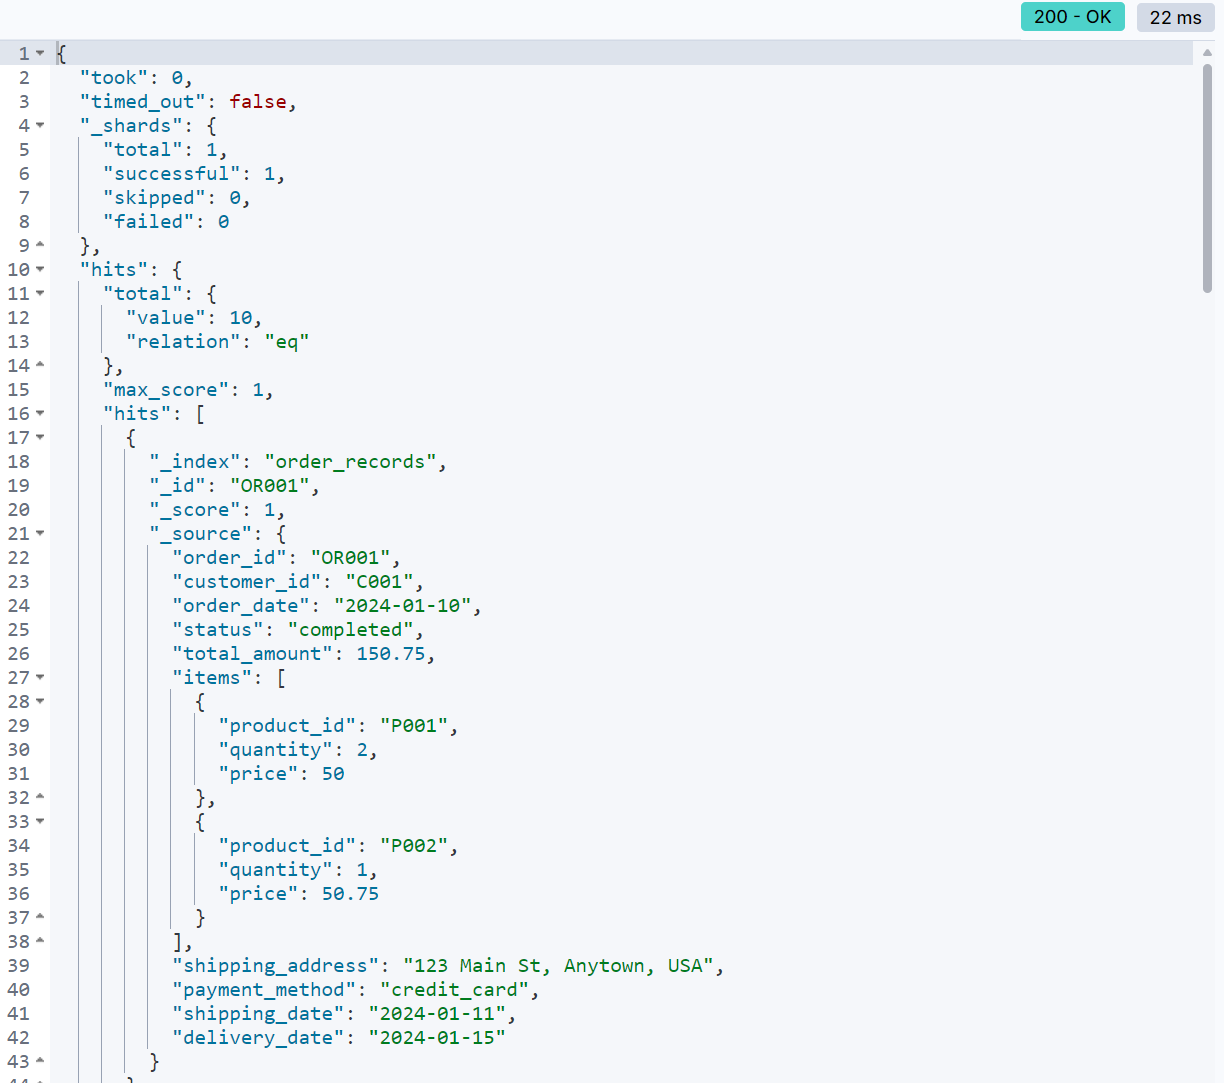 200 - OK 22 ms
1 {
2 "took": 0,
3 "timed_out": false,
4 "_shards": {
5 "total": 1,
6 "successful": 1,
7 "skipped": 0,
8 "failed": 0
9 },
10 "hits": {
11 "total": {
12 "value": 10,
13 "relation": "eq"
14 },
15 "max_score": 1,
16 "hits": [
17 {
18 "_index": "order_records",
19 "_id": "OR001",
20 "_score": 1,
21 "_source": {
22 "order_id": "OR001",
23 "customer_id": "C001",
24 "order_date": "2024-01-10",
25 "status": "completed",
26 "total_amount": 150.75,
27 "items": [
28 {
29 "product_id": "P001",
30 "quantity": 2,
31 "price": 50
32 },
33 {
34 "product_id": "P002",
35 "quantity": 1,
36 "price": 50.75
37 }
38 ],
39 "shipping_address": "123 Main St, Anytown, USA",
40 "payment_method": "credit_card",
41 "shipping_date": "2024-01-11",
42 "delivery_date": "2024-01-15"
43 }
44 }